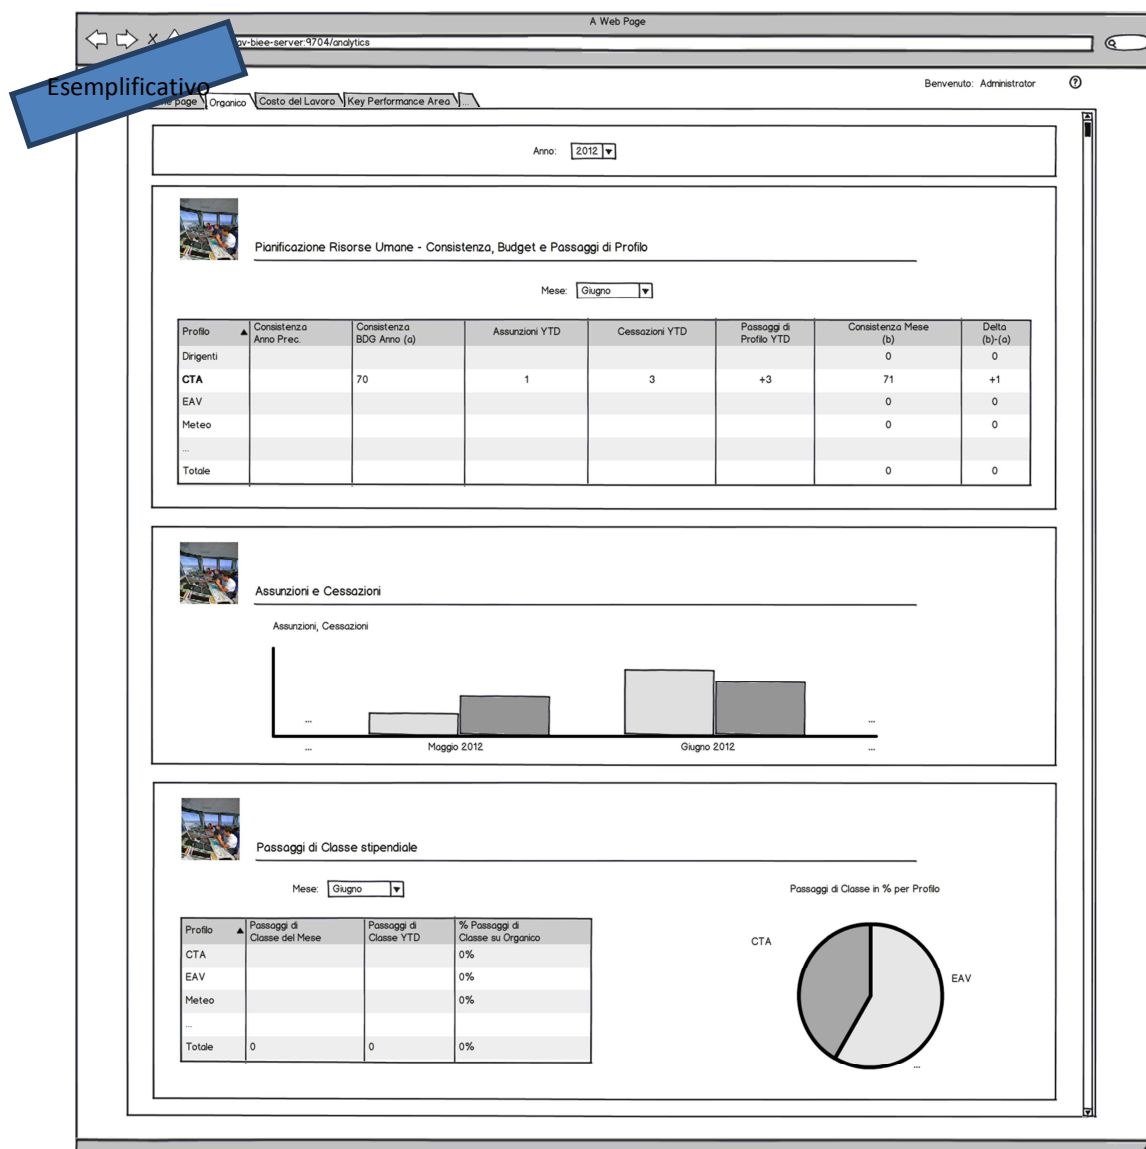 A Web Page
av-biee-server:9704/analytics
Esemplificativo
Benvenuto: Administrator
?
page Organico Costo del Lavoro Key Performance Area ...
Anno: 2012
Pianificazione Risorse Umane - Consistenza, Budget e Passaggi di Profilo
Mese: Giugno
Profilo Consistenza Anno Prec. Consistenza BDG Anno (a) Assunzioni YTD Cessazioni YTD Passaggi di Profilo YTD Consistenza Mese (b) Delta (b)-(a)
Dirigenti 0 0
CTA 70 1 3 +3 71 +1
EAV 0 0
Meteo 0 0
...
Totale 0 0
Assunzioni e Cessazioni
Assunzioni, Cessazioni
... ...
... Maggio 2012 Giugno 2012 ...
Passaggi di Classe stipendiale
Mese: Giugno
Profilo Passaggi di Classe del Mese Passaggi di Classe YTD % Passaggi di Classe su Organico
CTA 0%
EAV 0%
Meteo 0%
...
Totale 0 0 0%
Passaggi di Classe in % per Profilo
CTA
EAV
...